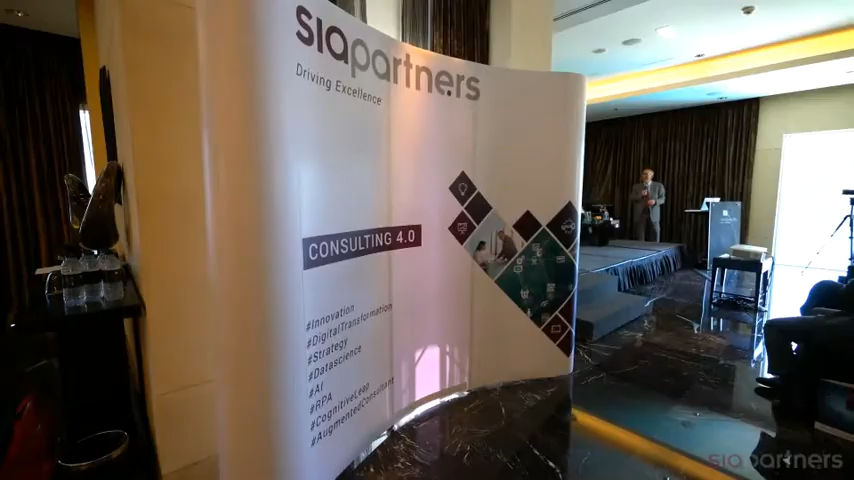 siapartners
Driving Excellence
CONSULTING 4.0
#Innovation
#DigitalTransformation
#Strategy
#Datascience
#AI
#RPA
#CognitiveLeap
#AugmentedConsultant
siapartners